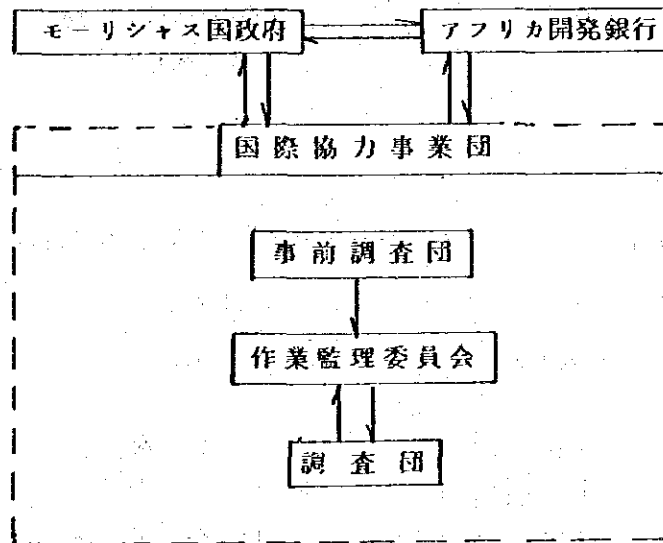 モーリシャス国政府
アフリカ開発銀行
国際協力事業団
事前調査団
作業監理委員会
調査団